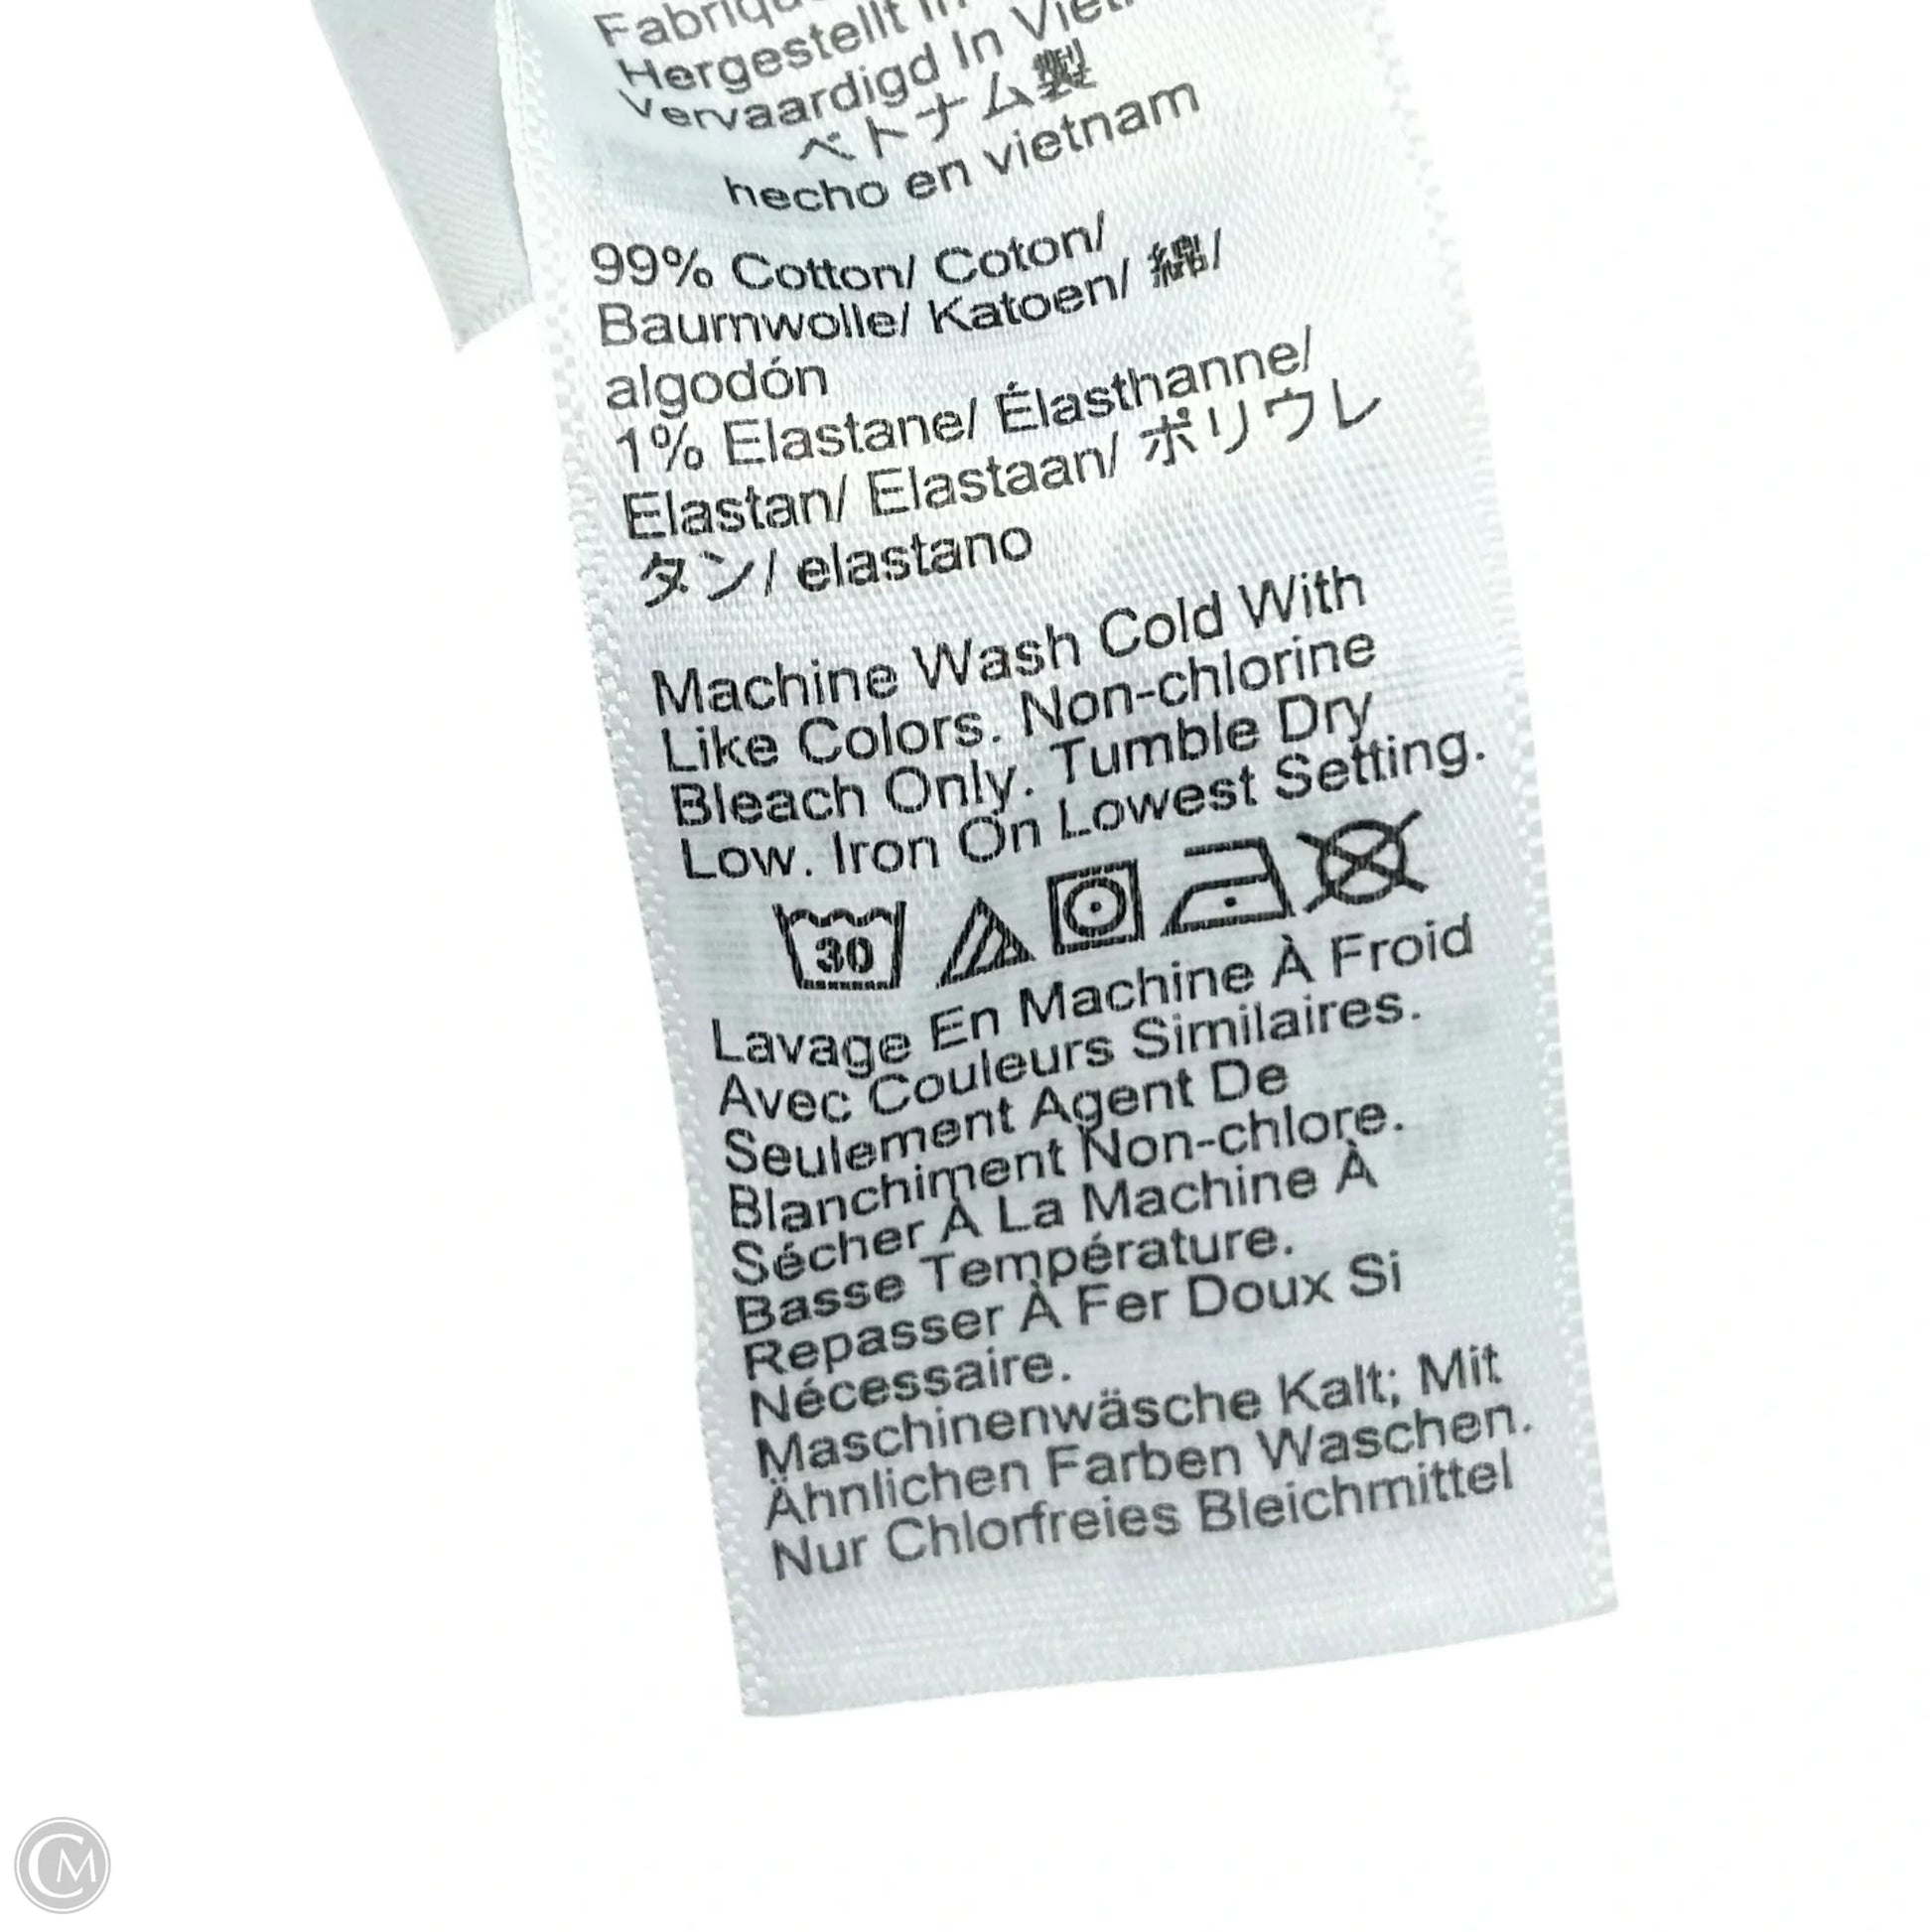 Hergestellt In
Vervaardigd In
ベトナム製
hecho en vietnam
99% Cotton/ Coton/
Baumwolle/ Katoen/ 綿/
algodón
1% Elastane/ Élasthanne/
Elastan/ Elastaan/ ポリウレ
タン/ elastano
Machine Wash Cold With
Like Colors. Non-chlorine
Bleach Only. Tumble Dry
Low. Iron On Lowest Setting.
30
Lavage En Machine À Froid
Avec Couleurs Similaires.
Seulement Agent De
Blanchiment Non-chlore.
Sécher À La Machine À
Basse Température.
Repasser À Fer Doux Si
Nécessaire.
Maschinenwäsche Kalt; Mit
Ähnlichen Farben Waschen.
Nur Chlorfreies Bleichmittel
CM